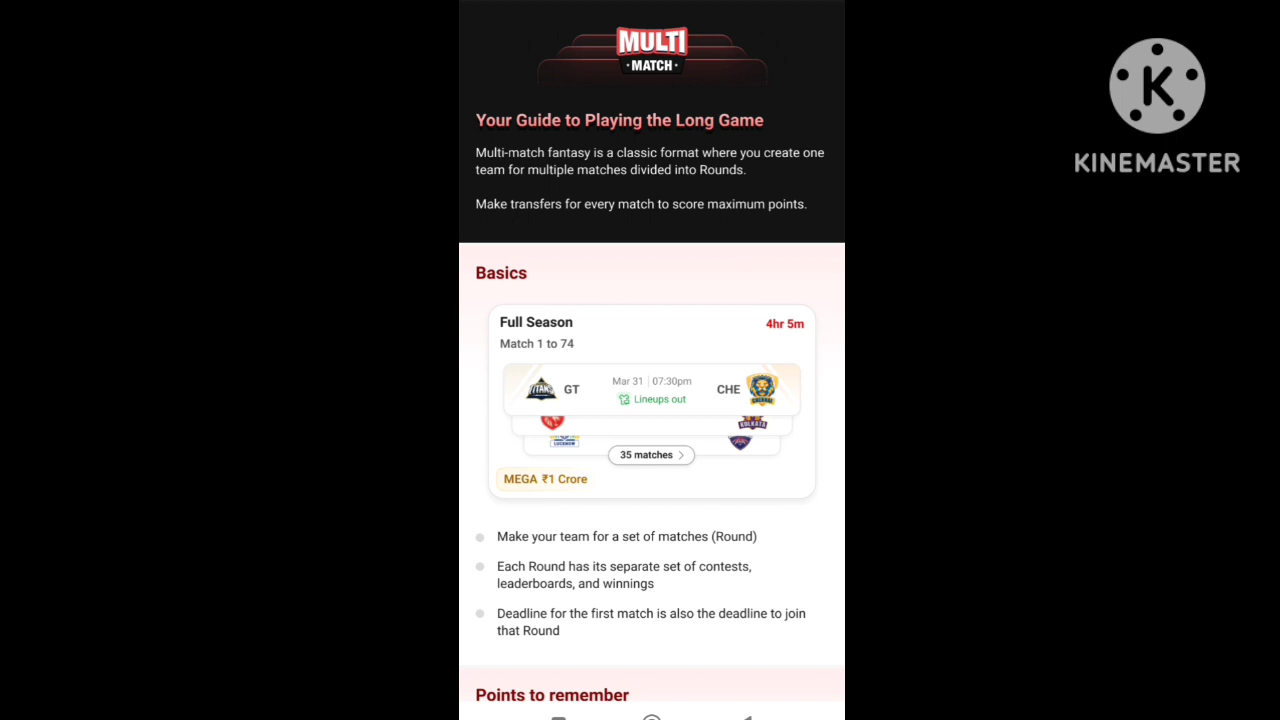 MULTI
· MATCH ·
Your Guide to Playing the Long Game
Multi-match fantasy is a classic format where you create one
team for multiple matches divided into Rounds.
Make transfers for every match to score maximum points.
Basics
Full Season
4hr 5m
Match 1 to 74
TITANS
GT
Mar 31 | 07:30pm
CHE
Lineups out
KOLKATA
LUCKNOW
35 matches
MEGA ₹1 Crore
Make your team for a set of matches (Round)
Each Round has its separate set of contests,
leaderboards, and winnings
Deadline for the first match is also the deadline to join
that Round
Points to remember
K
KINEMASTER